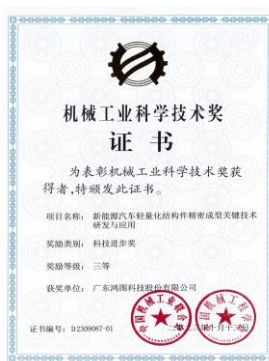 机械工业科学技术奖
证书
为表彰机械工业科学技术奖获
得者,特颁发此证书。
项目名称: 新能源汽车轻量化结构件精密成型关键技术
研发与应用
奖励类别: 科技进步奖
奖励等级: 三等
获奖单位: 广东鸿图科技股份有限公司
证书编号: D2309087-01